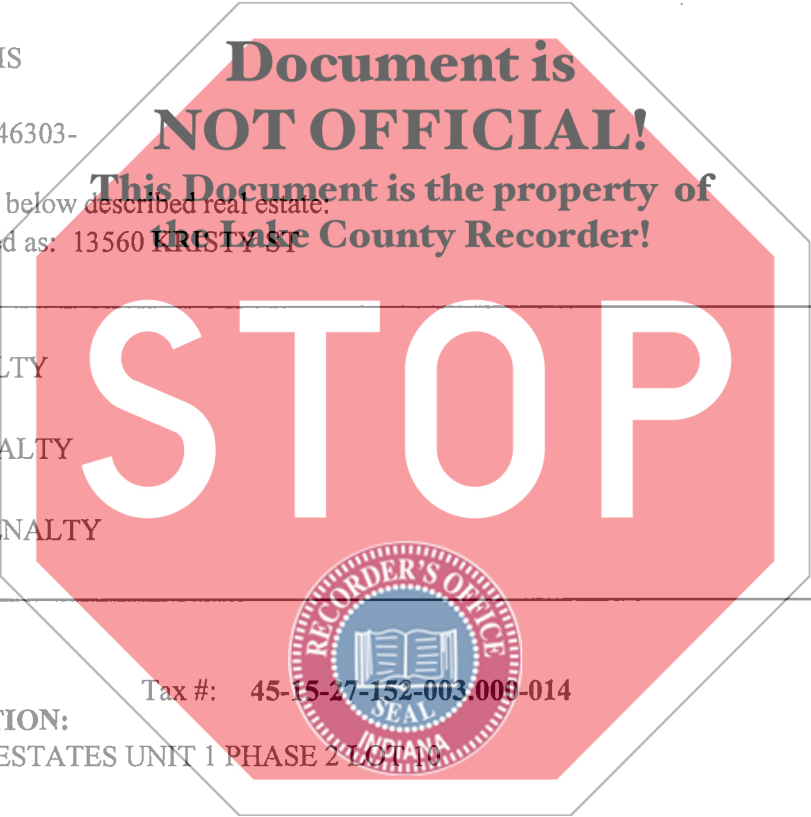 IS
Document is
NOT OFFICIAL!
46303-
This Document is the property of
below described real estate:
the Lake County Recorder!
d as: 13560 KRISTY ST
STOP
LTY
ALTY
ENALTY
RECORDER'S OFFICE
SEAL
INDIANA
Tax #: 45-15-27-152-003.000-014
TION:
ESTATES UNIT 1 PHASE 2 LOT 10